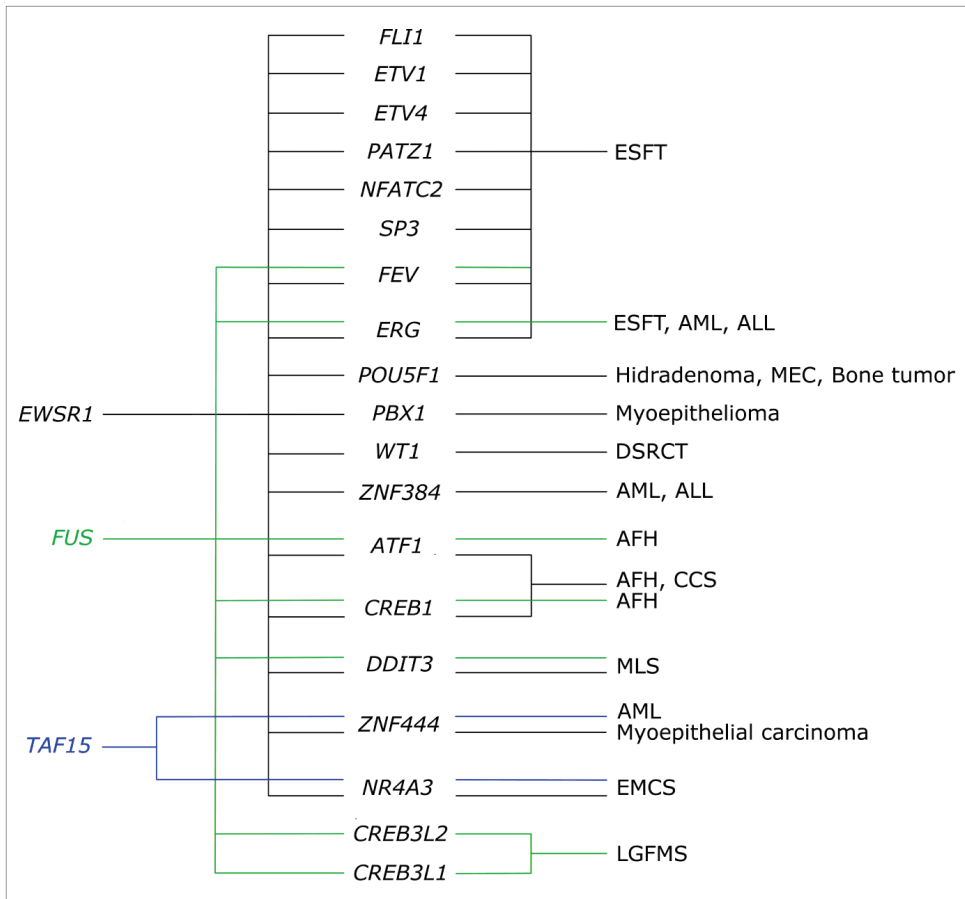 FLI1
ETV1
ETV4
PATZ1
ESFT
NFATC2
SP3
FEV
ERG
ESFT, AML, ALL
POU5F1
Hidradenoma, MEC, Bone tumor
EWSR1
PBX1
Myoepithelioma
WT1
DSRCT
ZNF384
AML, ALL
FUS
ATF1
AFH
AFH, CCS
CREB1
AFH
DDIT3
MLS
ZNF444
AML
Myoepithelial carcinoma
TAF15
NR4A3
EMCS
CREB3L2
CREB3L1
LGFMS